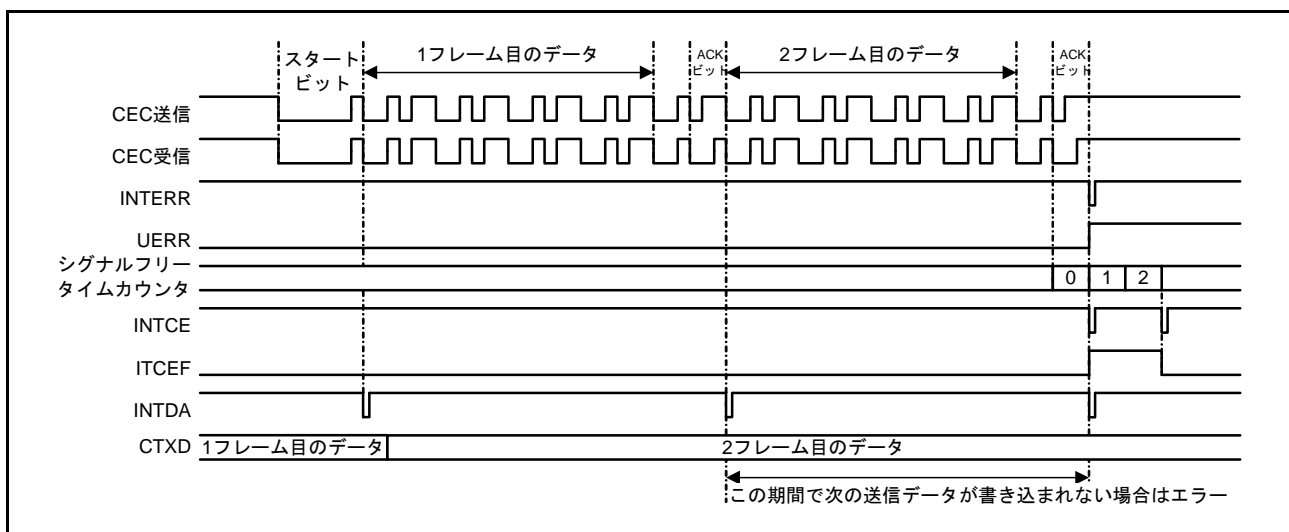 スタート
ビット
1フレーム目のデータ
ACK
ビット
2フレーム目のデータ
ACK
ビット
CEC送信
CEC受信
INTERR
UERR
シグナルフリー
タイムカウンタ
0 1 2
INTCE
ITCEF
INTDA
CTXD 1フレーム目のデータ 2フレーム目のデータ
この期間で次の送信データが書き込まれない場合はエラー